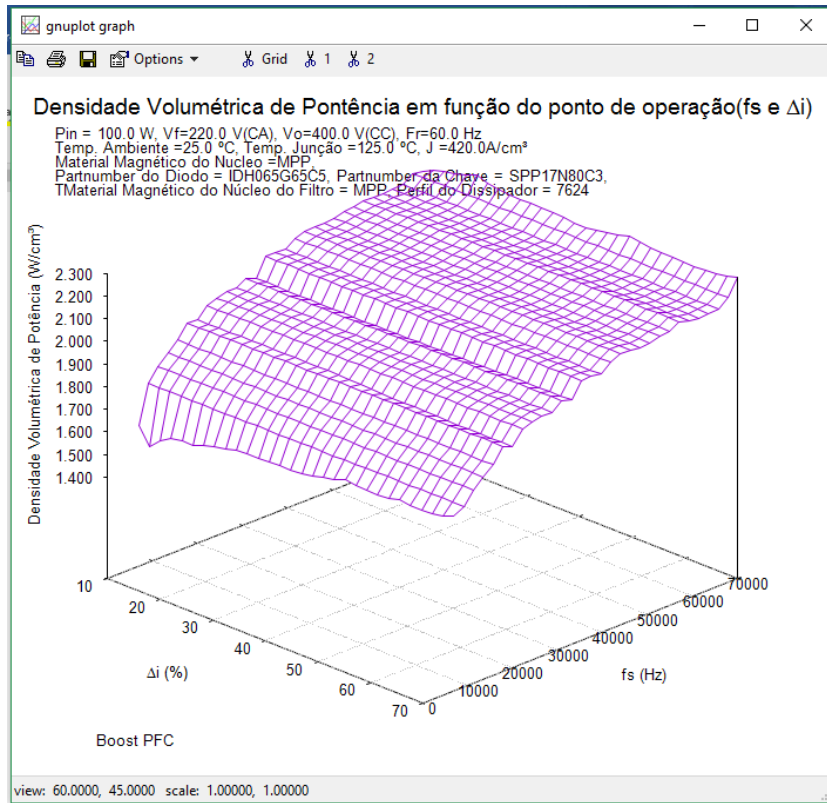 gnuplot graph
Options Grid 1 2
Densidade Volumétrica de Pontência em função do ponto de operação(fs e Δi)
Pin = 100.0 W, Vf=220.0 V(CA), Vo=400.0 V(CC), Fr=60.0 Hz
Temp. Ambiente =25.0 ºC, Temp. Junção =125.0 ºC, J =420.0A/cm³
Material Magnético do Nucleo =MPP,
Partnumber do Diodo = IDH065G65C5, Partnumber da Chave = SPP17N80C3,
TMaterial Magnético do Núcleo do Filtro = MPP, Perfil do Dissipador = 7624
Densidade Volumétrica de Potência (W/cm³)
2.300
2.200
2.100
2.000
1.900
1.800
1.700
1.600
1.500
1.400
10
20
30
40
50
60
70
Δi (%)
0
10000
20000
30000
40000
50000
60000
70000
fs (Hz)
Boost PFC
view: 60.0000, 45.0000 scale: 1.00000, 1.00000